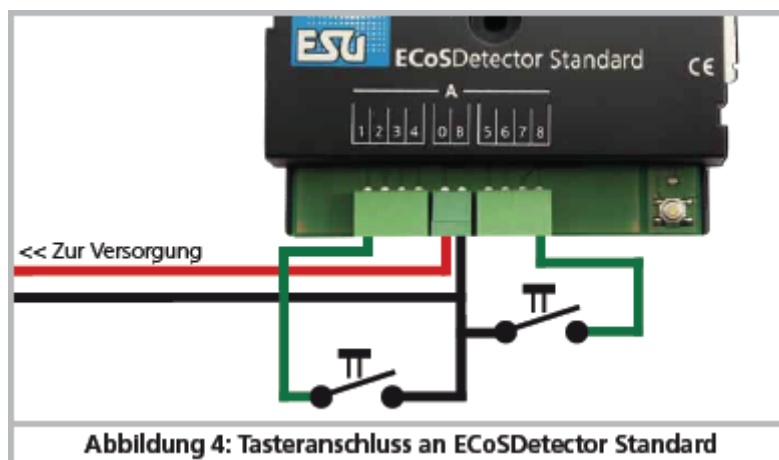 ESU
ECoSDetector Standard
CE
A
1 2 3 4 0 B 5 6 7 8
<< Zur Versorgung
Abbildung 4: Tasteranschluss an ECoSDetector Standard